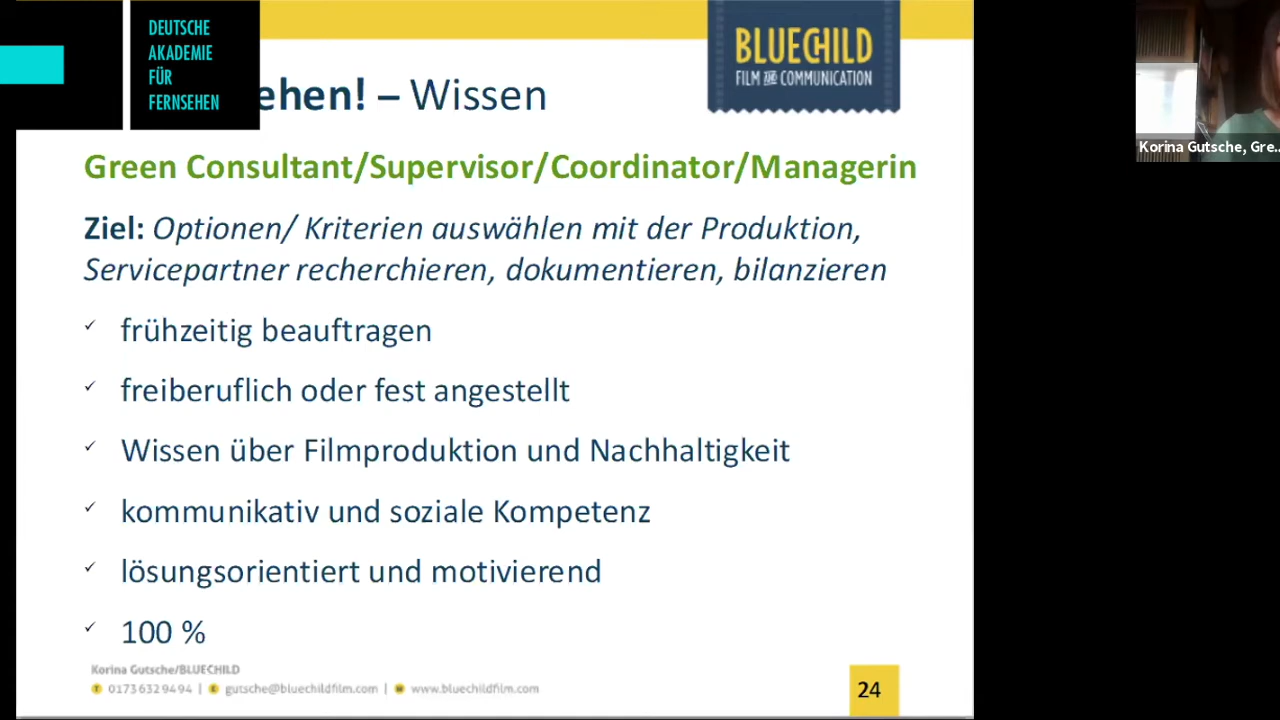 DEUTSCHE
AKADEMIE
FÜR
FERNSEHEN
ehen! – Wissen
BLUECHILD
FILM AND COMMUNICATION
Korina Gutsche, Gre...
Green Consultant/Supervisor/Coordinator/Managerin
Ziel: Optionen/ Kriterien auswählen mit der Produktion,
Servicepartner recherchieren, dokumentieren, bilanzieren
✓ frühzeitig beauftragen
✓ freiberuflich oder fest angestellt
✓ Wissen über Filmproduktion und Nachhaltigkeit
✓ kommunikativ und soziale Kompetenz
✓ lösungsorientiert und motivierend
✓ 100 %
Korina Gutsche/BLUECHILD
T 0173 632 94 94 | E gutsche@bluechildfilm.com | W www.bluechildfilm.com
24